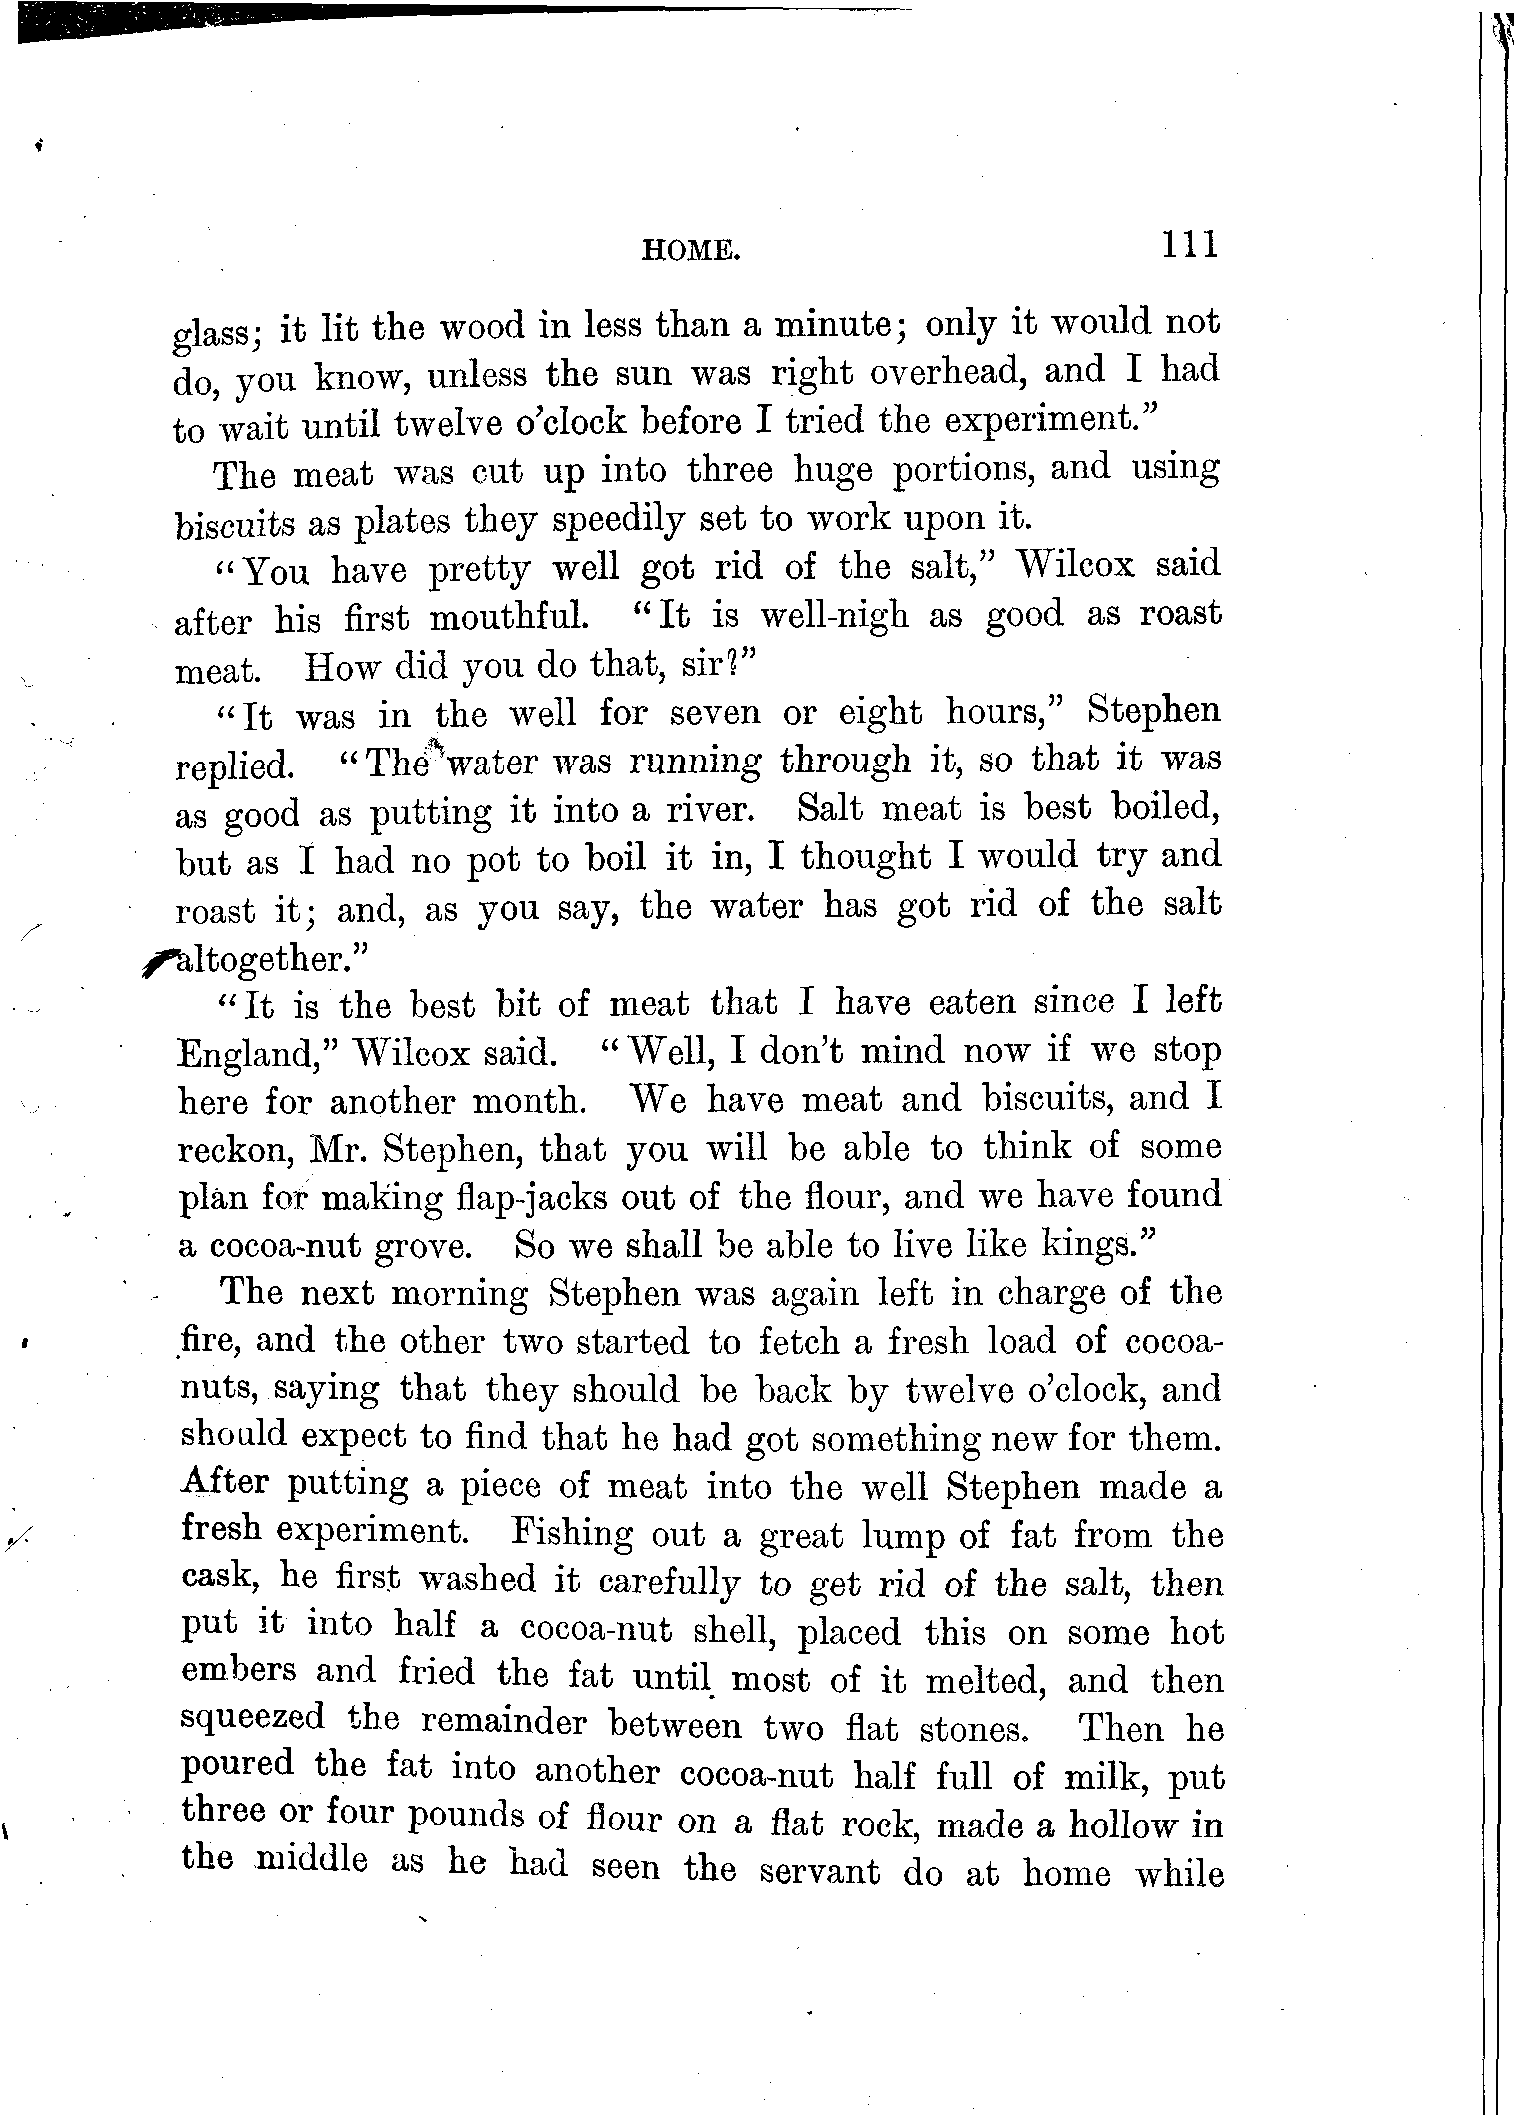 HOME. 111
glass; it lit the wood in less than a minute; only it would not
do, you know, unless the sun was right overhead, and I had
to wait until twelve o'clock before I tried the experiment."
The meat was cut up into three huge portions, and using
biscuits as plates they speedily set to work upon it.
"You have pretty well got rid of the salt," Wilcox said
after his first mouthful. "It is well-nigh as good as roast
meat. How did you do that, sir?"
"It was in the well for seven or eight hours," Stephen
replied. "The water was running through it, so that it was
as good as putting it into a river. Salt meat is best boiled,
but as I had no pot to boil it in, I thought I would try and
roast it; and, as you say, the water has got rid of the salt
altogether."
"It is the best bit of meat that I have eaten since I left
England," Wilcox said. "Well, I don't mind now if we stop
here for another month. We have meat and biscuits, and I
reckon, Mr. Stephen, that you will be able to think of some
plan for making flap-jacks out of the flour, and we have found
a cocoa-nut grove. So we shall be able to live like kings."
The next morning Stephen was again left in charge of the
fire, and the other two started to fetch a fresh load of cocoa-
nuts, saying that they should be back by twelve o'clock, and
should expect to find that he had got something new for them.
After putting a piece of meat into the well Stephen made a
fresh experiment. Fishing out a great lump of fat from the
cask, he first washed it carefully to get rid of the salt, then
put it into half a cocoa-nut shell, placed this on some hot
embers and fried the fat until most of it melted, and then
squeezed the remainder between two flat stones. Then he
poured the fat into another cocoa-nut half full of milk, put
three or four pounds of flour on a flat rock, made a hollow in
the middle as he had seen the servant do at home while